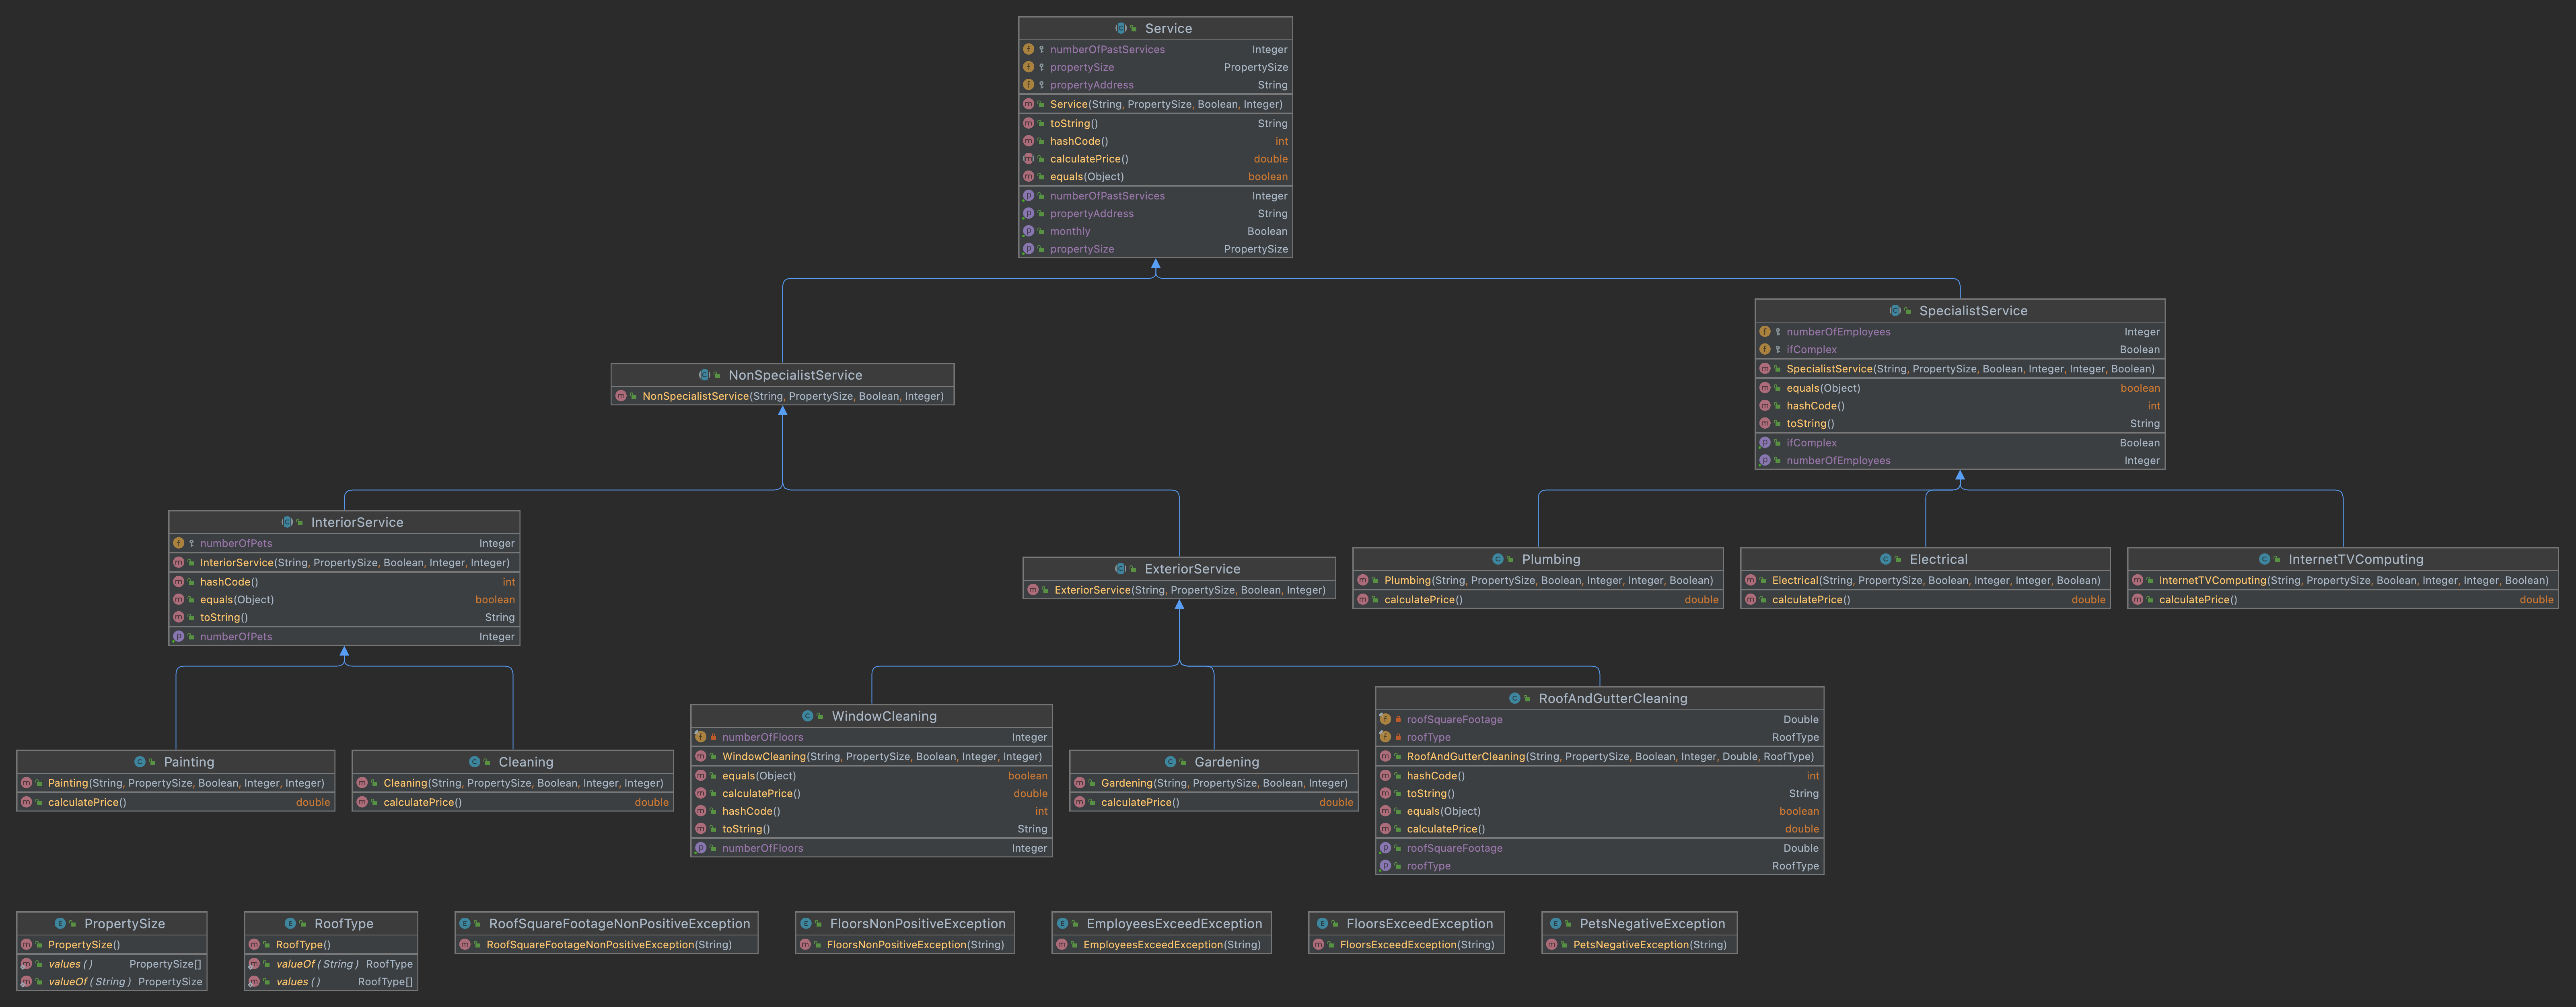 Service
numberOfPastServices Integer
propertySize PropertySize
propertyAddress String
Service(String, PropertySize, Boolean, Integer)
toString() String
hashCode() int
calculatePrice() double
equals(Object) boolean
numberOfPastServices Integer
propertyAddress String
monthly Boolean
propertySize PropertySize
NonSpecialistService
NonSpecialistService(String, PropertySize, Boolean, Integer)
SpecialistService
numberOfEmployees Integer
ifComplex Boolean
SpecialistService(String, PropertySize, Boolean, Integer, Integer, Boolean)
equals(Object) boolean
hashCode() int
toString() String
ifComplex Boolean
numberOfEmployees Integer
InteriorService
numberOfPets Integer
InteriorService(String, PropertySize, Boolean, Integer, Integer)
hashCode() int
equals(Object) boolean
toString() String
numberOfPets Integer
ExteriorService
ExteriorService(String, PropertySize, Boolean, Integer)
Plumbing
Plumbing(String, PropertySize, Boolean, Integer, Integer, Boolean)
calculatePrice() double
Electrical
Electrical(String, PropertySize, Boolean, Integer, Integer, Boolean)
calculatePrice() double
InternetTVComputing
InternetTVComputing(String, PropertySize, Boolean, Integer, Integer, Boolean)
calculatePrice() double
Painting
Painting(String, PropertySize, Boolean, Integer, Integer)
calculatePrice() double
Cleaning
Cleaning(String, PropertySize, Boolean, Integer, Integer)
calculatePrice() double
WindowCleaning
numberOfFloors Integer
WindowCleaning(String, PropertySize, Boolean, Integer, Integer)
equals(Object) boolean
calculatePrice() double
hashCode() int
toString() String
numberOfFloors Integer
Gardening
Gardening(String, PropertySize, Boolean, Integer)
calculatePrice() double
RoofAndGutterCleaning
roofSquareFootage Double
roofType RoofType
RoofAndGutterCleaning(String, PropertySize, Boolean, Integer, Double, RoofType)
hashCode() int
toString() String
equals(Object) boolean
calculatePrice() double
roofSquareFootage Double
roofType RoofType
PropertySize
PropertySize()
values() PropertySize[]
valueOf(String) PropertySize
RoofType
RoofType()
valueOf(String) RoofType
values() RoofType[]
RoofSquareFootageNonPositiveException
RoofSquareFootageNonPositiveException(String)
FloorsNonPositiveException
FloorsNonPositiveException(String)
EmployeesExceedException
EmployeesExceedException(String)
FloorsExceedException
FloorsExceedException(String)
PetsNegativeException
PetsNegativeException(String)